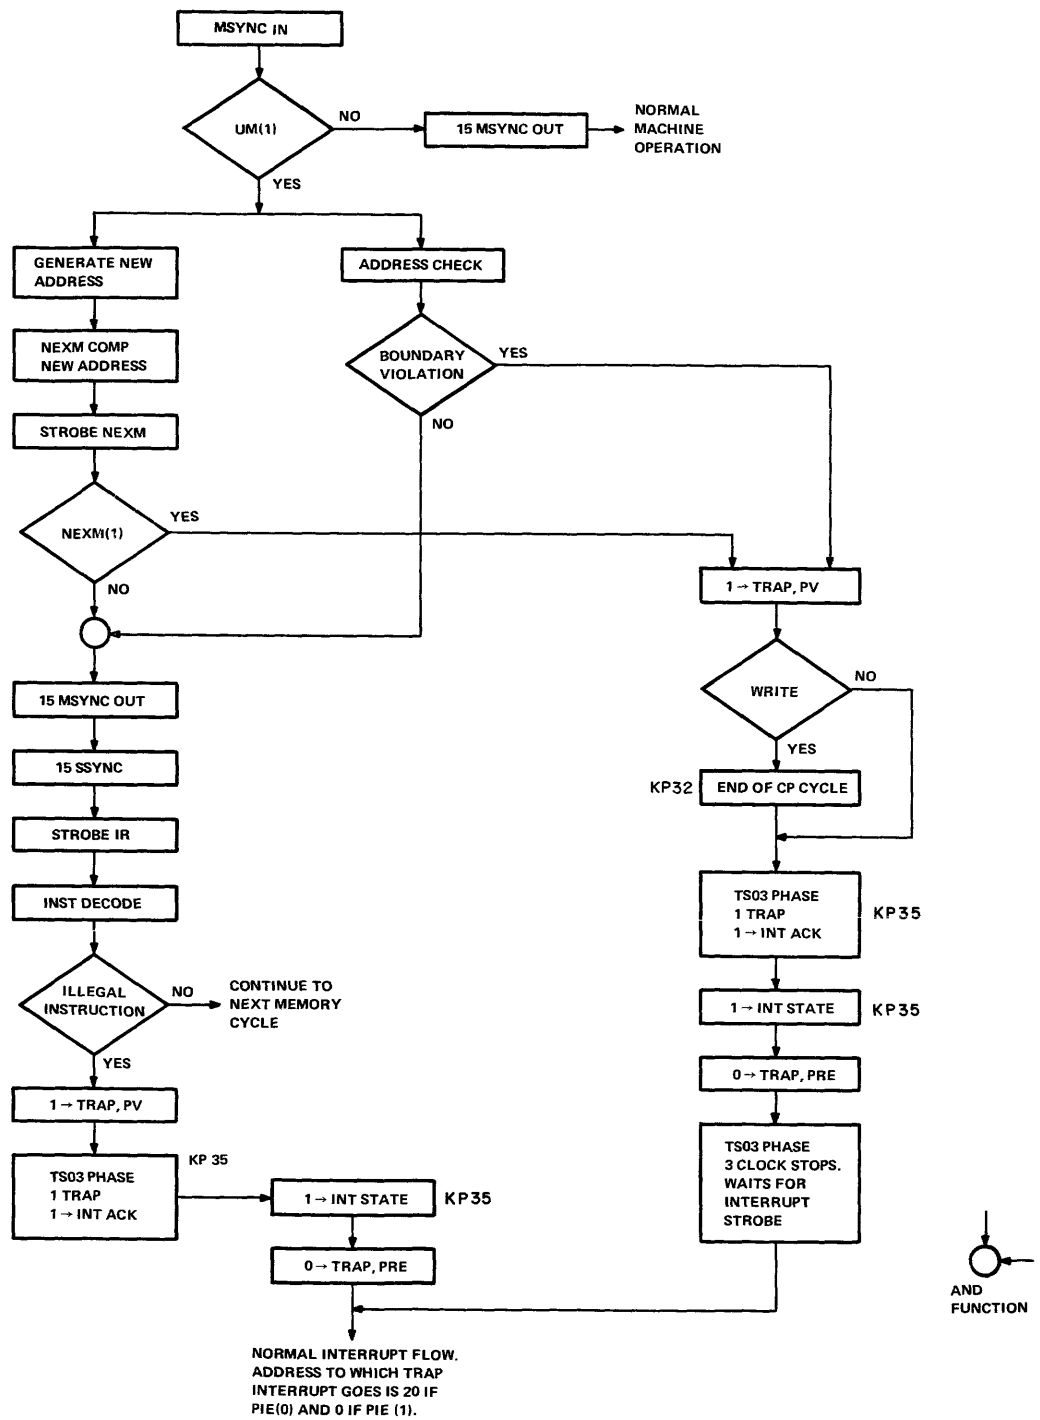 MSYNC IN
UM(1)
NO
15 MSYNC OUT
NORMAL
MACHINE
OPERATION
YES
GENERATE NEW
ADDRESS
ADDRESS CHECK
NEXM COMP
NEW ADDRESS
BOUNDARY
VIOLATION
YES
NO
STROBE NEXM
NEXM(1)
YES
NO
1→TRAP, PV
WRITE
NO
YES
KP32
END OF CP CYCLE
15 MSYNC OUT
15 SSYNC
STROBE IR
INST DECODE
TS03 PHASE
1 TRAP
1→INT ACK
KP35
ILLEGAL
INSTRUCTION
NO
CONTINUE TO
NEXT MEMORY
CYCLE
YES
1→INT STATE
KP35
0→TRAP, PRE
1→TRAP, PV
TS03 PHASE
1 TRAP
1→INT ACK
KP 35
1→INT STATE
KP35
0→TRAP, PRE
TS03 PHASE
3 CLOCK STOPS.
WAITS FOR
INTERRUPT
STROBE
AND
FUNCTION
NORMAL INTERRUPT FLOW.
ADDRESS TO WHICH TRAP
INTERRUPT GOES IS 20 IF
PIE(0) AND 0 IF PIE (1).